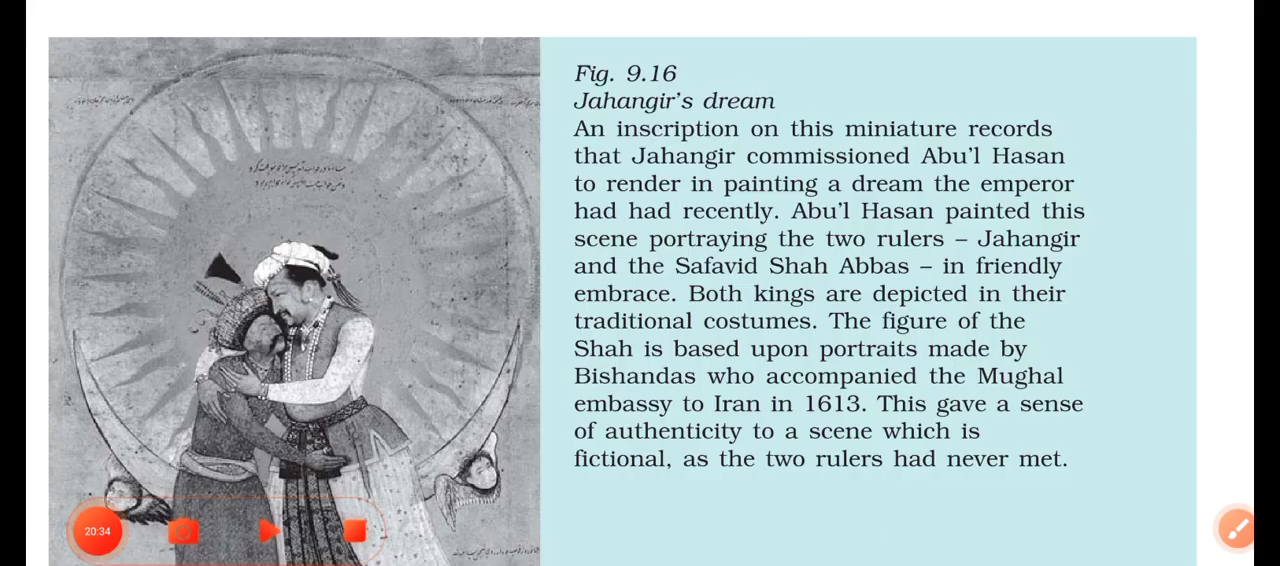 Fig. 9.16
Jahangir's dream
An inscription on this miniature records
that Jahangir commissioned Abu'l Hasan
to render in painting a dream the emperor
had had recently. Abu'l Hasan painted this
scene portraying the two rulers – Jahangir
and the Safavid Shah Abbas – in friendly
embrace. Both kings are depicted in their
traditional costumes. The figure of the
Shah is based upon portraits made by
Bishandas who accompanied the Mughal
embassy to Iran in 1613. This gave a sense
of authenticity to a scene which is
fictional, as the two rulers had never met.
20:34